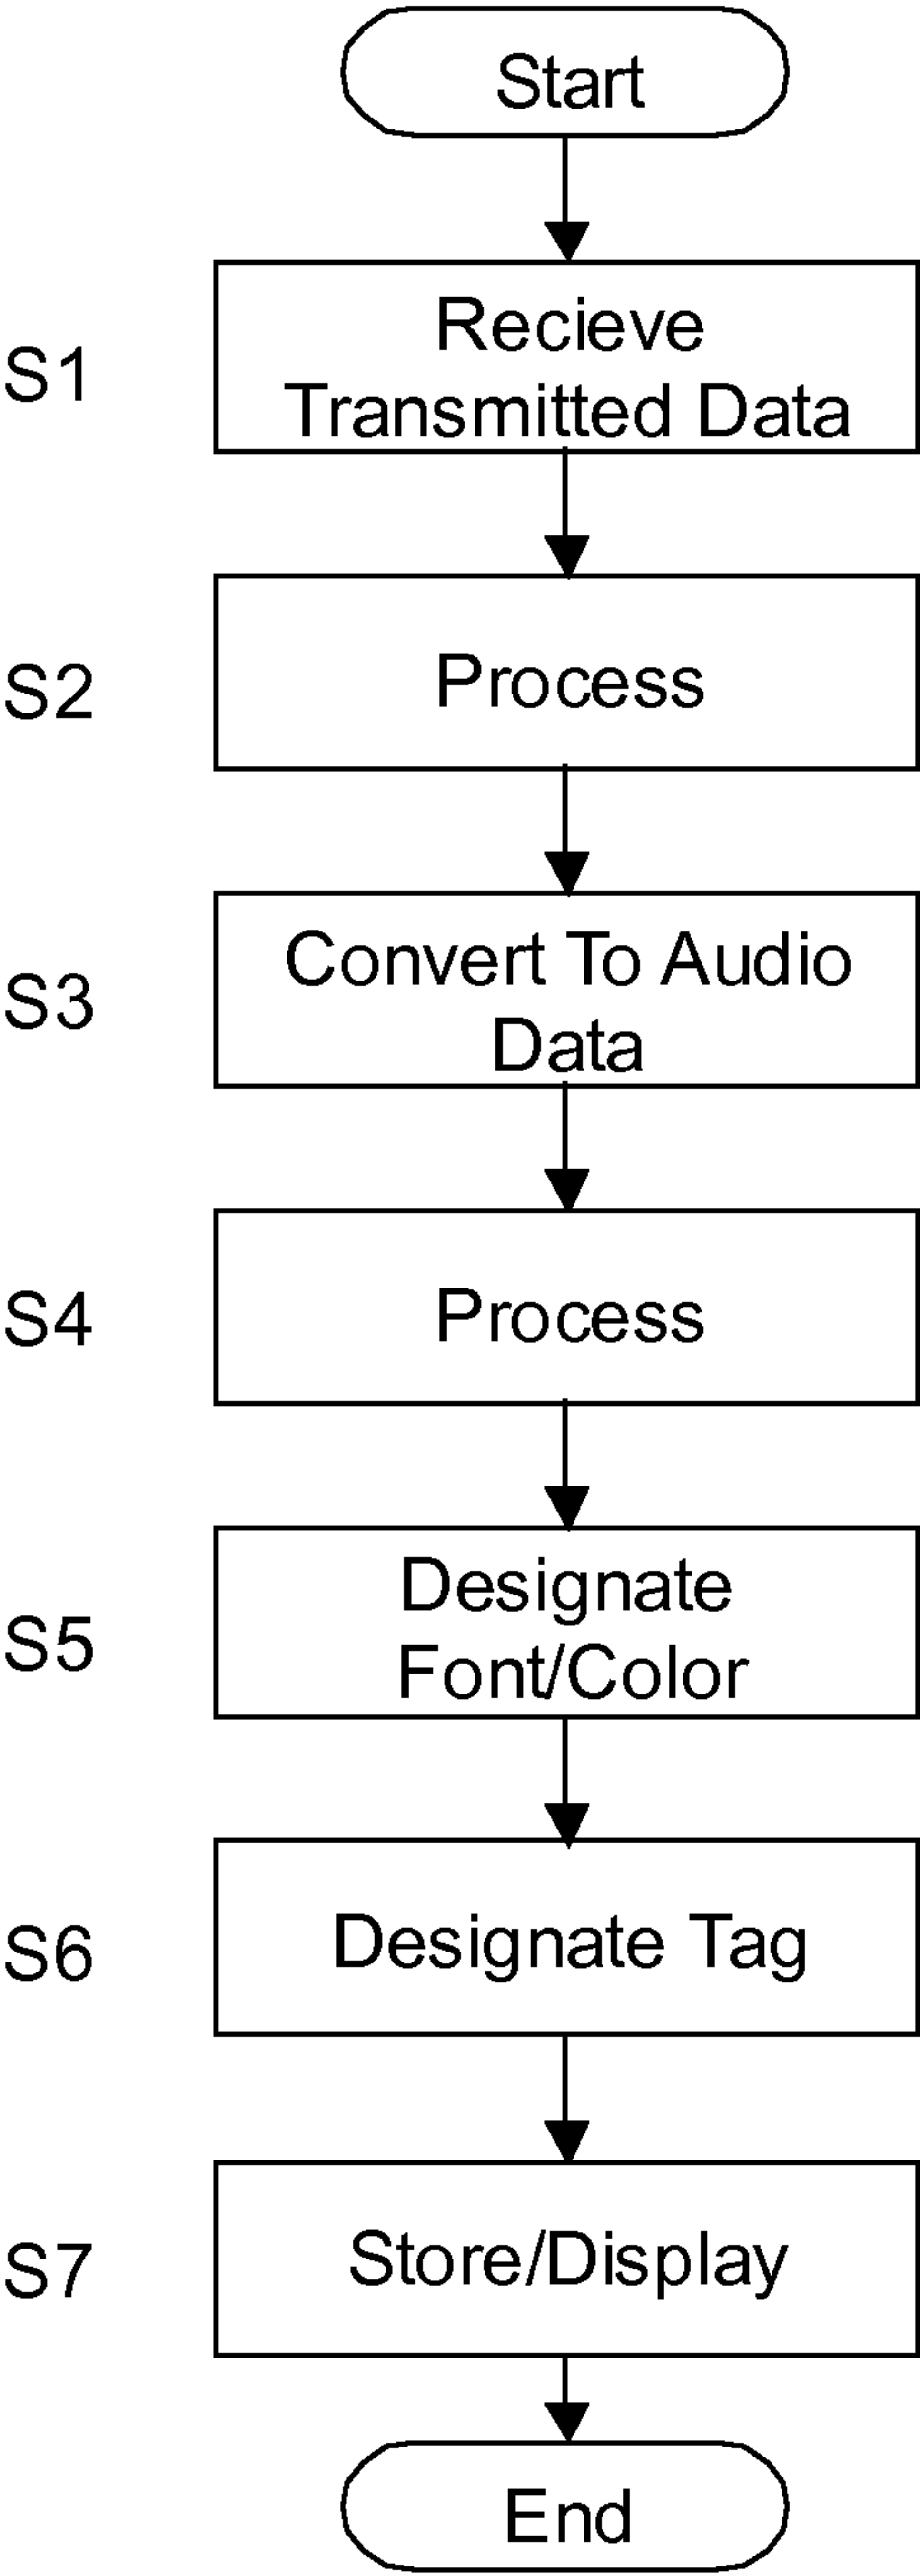 Start
S1
Recieve
Transmitted Data
S2
Process
S3
Convert To Audio
Data
S4
Process
S5
Designate
Font/Color
S6
Designate Tag
S7
Store/Display
End